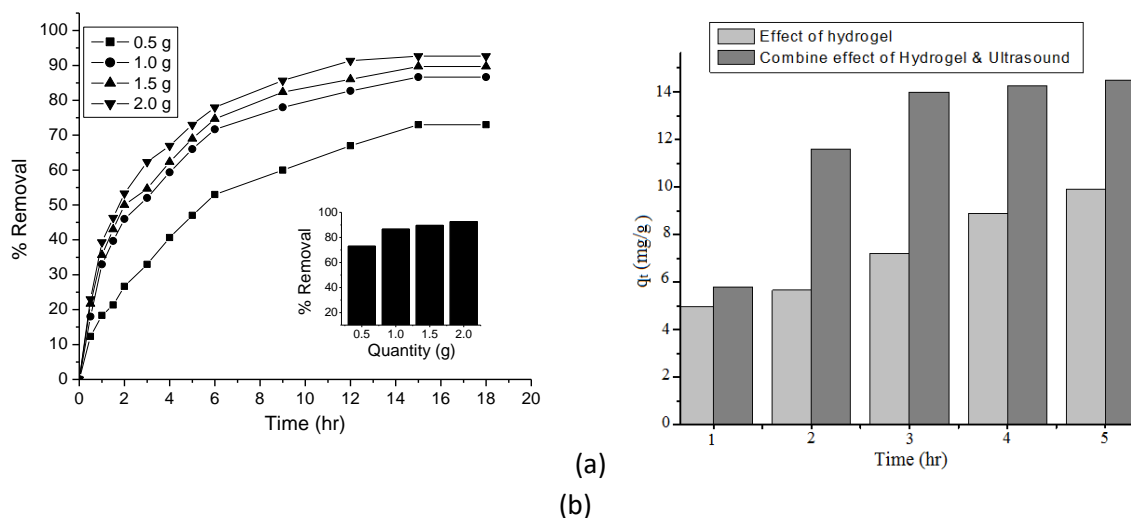 100
90
80
70
60
50
40
30
20
10
0
% Removal
0.5 g
1.0 g
1.5 g
2.0 g
100
80
60
40
20
% Removal
0.5 1.0 1.5 2.0
Quantity (g)
0 2 4 6 8 10 12 14 16 18 20
Time (hr)
Effect of hydrogel
Combine effect of Hydrogel & Ultrasound
14
12
10
8
6
4
2
0
qt (mg/g)
1 2 3 4 5
Time (hr)
(a)
(b)